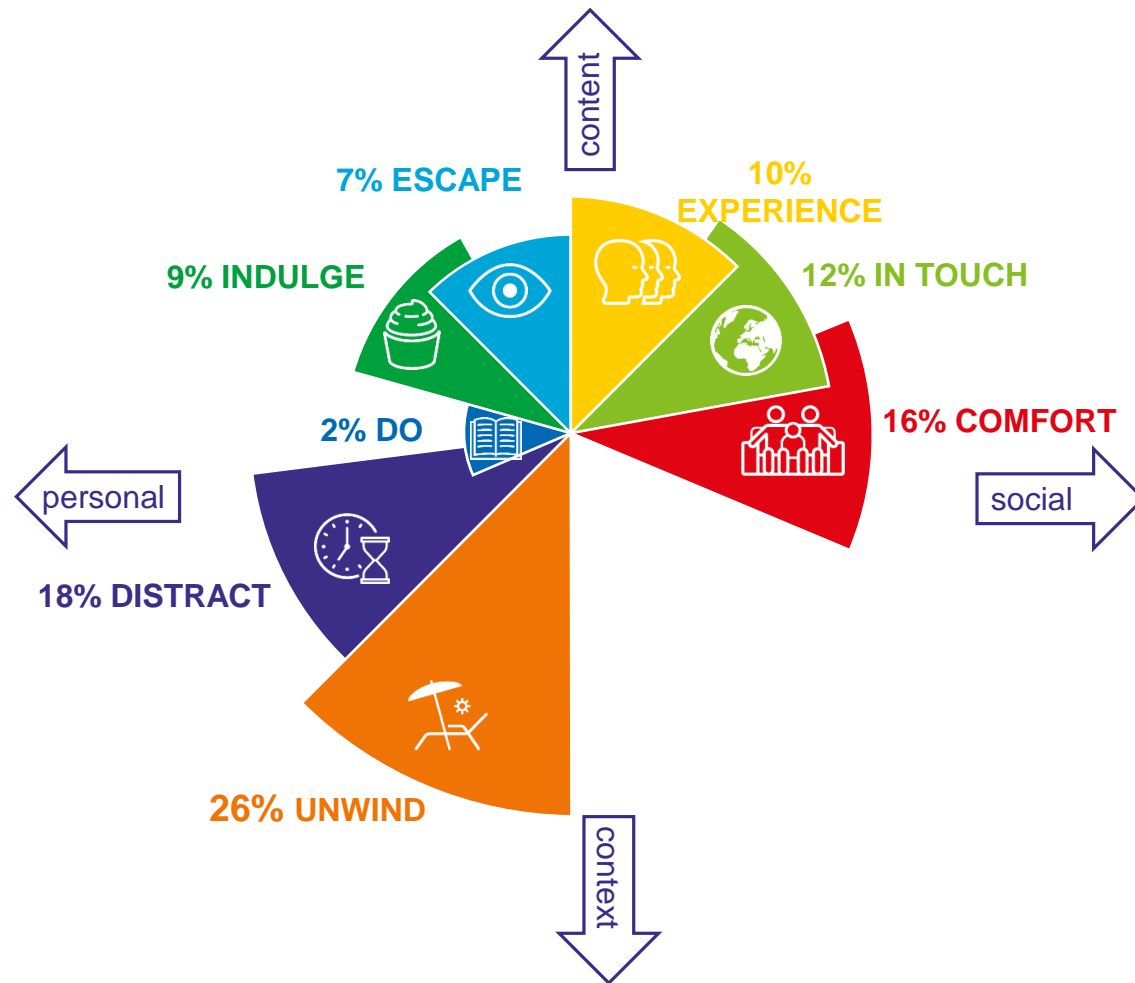 content
7% ESCAPE
10%
EXPERIENCE
9% INDULGE
12% IN TOUCH
2% DO
16% COMFORT
personal
social
18% DISTRACT
26% UNWIND
context